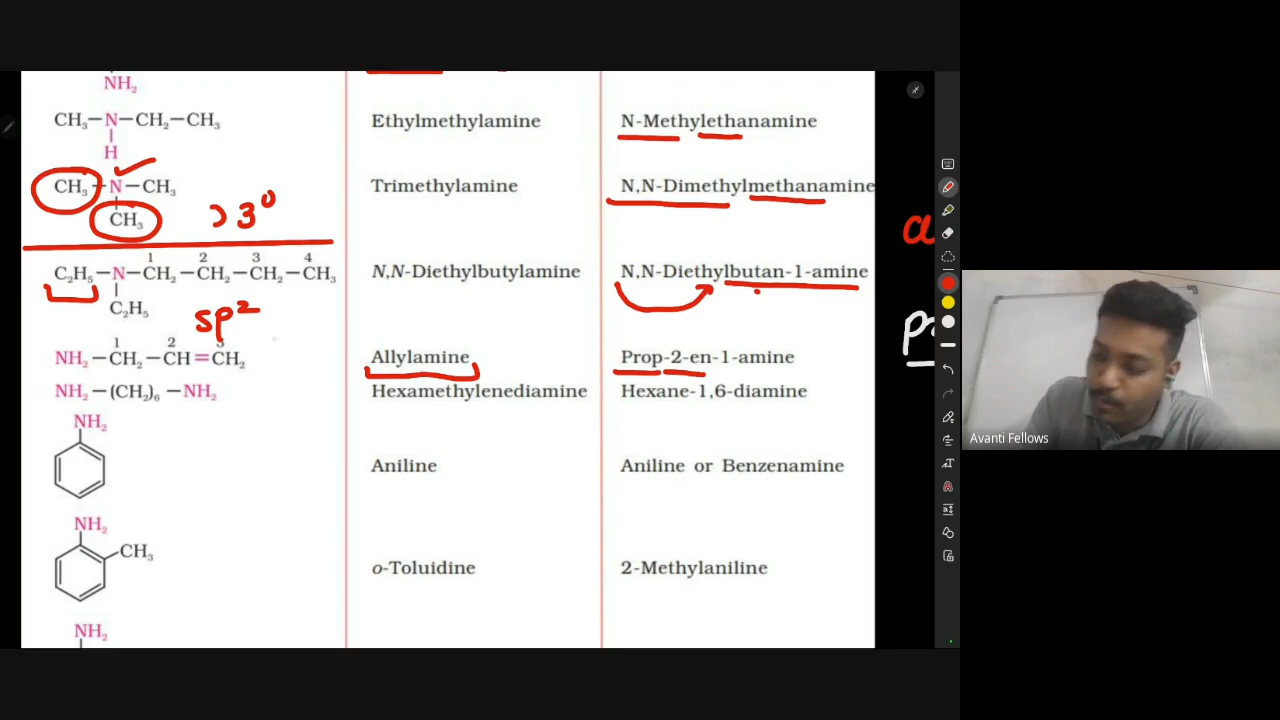 NH₂
CH₃—N—CH₂—CH₃ Ethylmethylamine N-Methylethanamine
H
CH₃—N—CH₃ Trimethylamine N,N-Dimethylmethanamine
CH₃
3°
1 2 3 4
C₂H₅—N—CH₂—CH₂—CH₂—CH₃ N,N-Diethylbutylamine N,N-Diethylbutan-1-amine
C₂H₅
sp²
1 2 3
NH₂—CH₂—CH=CH₂ Allylamine Prop-2-en-1-amine
NH₂—(CH₂)₆—NH₂ Hexamethylenediamine Hexane-1,6-diamine
NH₂
Aniline Aniline or Benzenamine
NH₂
CH₃
o-Toluidine 2-Methylaniline
NH₂
Avanti Fellows